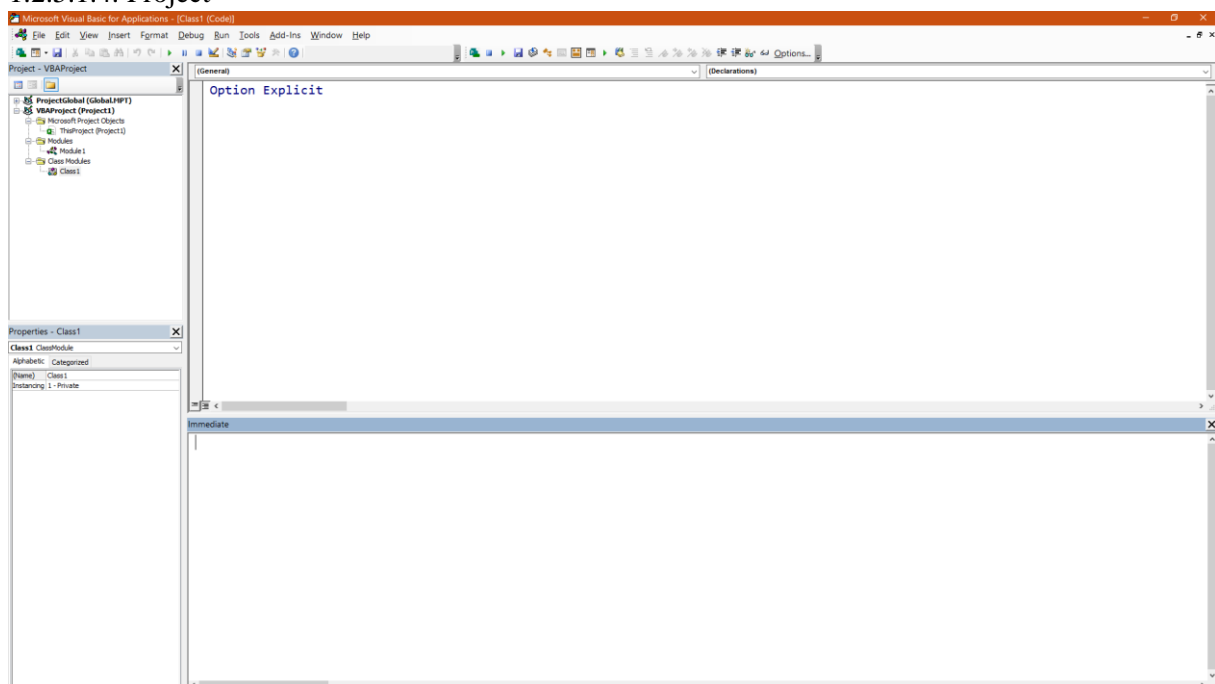 1.2.3.1.4. Project
Microsoft Visual Basic for Applications - [Class1 (Code)]
File Edit View Insert Format Debug Run Tools Add-Ins Window Help
Options...
Project - VBAProject
(General) (Declarations)
Option Explicit
ProjectGlobal (Global.MPT)
VBAProject (Project1)
Microsoft Project Objects
ThisProject (Project1)
Modules
Module1
Class Modules
Class1
Properties - Class1
Class1 ClassModule
Alphabetic Categorized
(Name) Class1
Instancing 1 - Private
Immediate